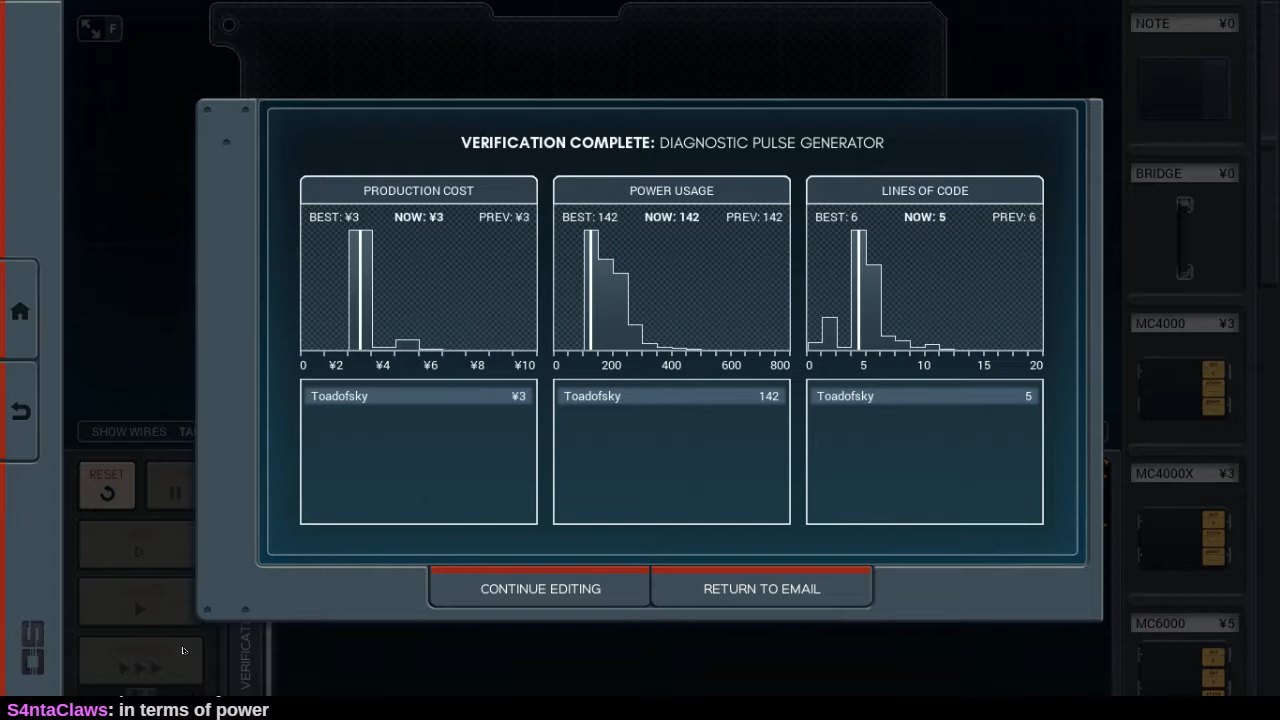 F
NOTE ¥0
VERIFICATION COMPLETE: DIAGNOSTIC PULSE GENERATOR
PRODUCTION COST
POWER USAGE
LINES OF CODE
BEST: ¥3 NOW: ¥3 PREV: ¥3
BEST: 142 NOW: 142 PREV: 142
BEST: 6 NOW: 5 PREV: 6
0 ¥2 ¥4 ¥6 ¥8 ¥10
0 200 400 600 800
0 5 10 15 20
Toadofsky ¥3
Toadofsky 142
Toadofsky 5
CONTINUE EDITING
RETURN TO EMAIL
BRIDGE ¥0
MC4000 ¥3
MC4000X ¥3
MC6000 ¥5
SHOW WIRES TA
RESET
VERIFICATI
S4ntaClaws: in terms of power